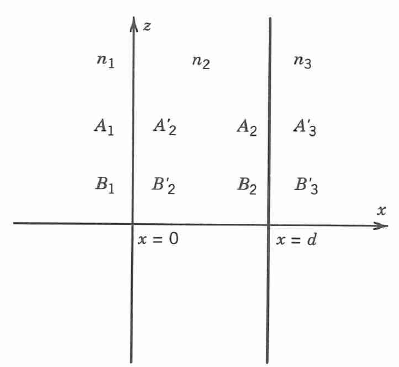 z
n₁ n₂ n₃
A₁ A′₂ A₂ A′₃
B₁ B′₂ B₂ B′₃
x
x = 0 x = d